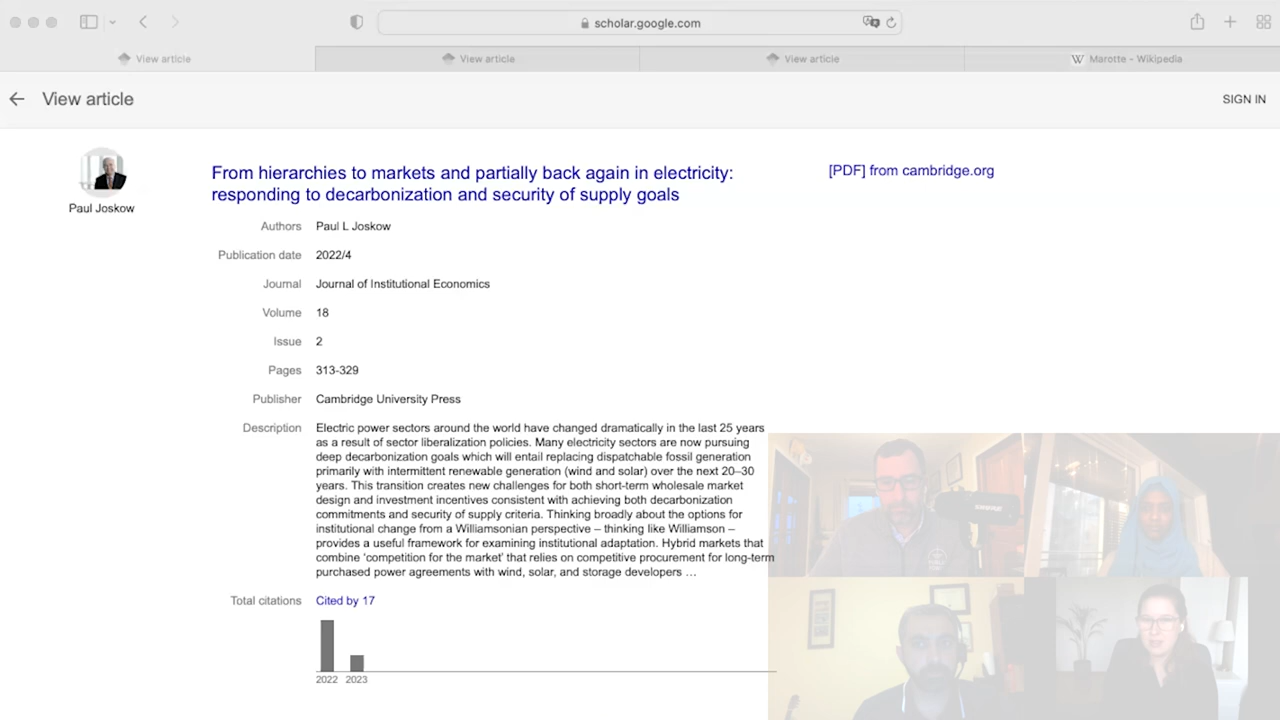 scholar.google.com
View article
View article
View article
Marotte - Wikipedia
View article
SIGN IN
Paul Joskow
From hierarchies to markets and partially back again in electricity:
responding to decarbonization and security of supply goals
[PDF] from cambridge.org
Authors Paul L Joskow
Publication date 2022/4
Journal Journal of Institutional Economics
Volume 18
Issue 2
Pages 313-329
Publisher Cambridge University Press
Description Electric power sectors around the world have changed dramatically in the last 25 years
as a result of sector liberalization policies. Many electricity sectors are now pursuing
deep decarbonization goals which will entail replacing dispatchable fossil generation
primarily with intermittent renewable generation (wind and solar) over the next 20–30
years. This transition creates new challenges for both short-term wholesale market
design and investment incentives consistent with achieving both decarbonization
commitments and security of supply criteria. Thinking broadly about the options for
institutional change from a Williamsonian perspective – thinking like Williamson –
provides a useful framework for examining institutional adaptation. Hybrid markets that
combine ‘competition for the market’ that relies on competitive procurement for long-term
purchased power agreements with wind, solar, and storage developers …
Total citations Cited by 17
2022 2023